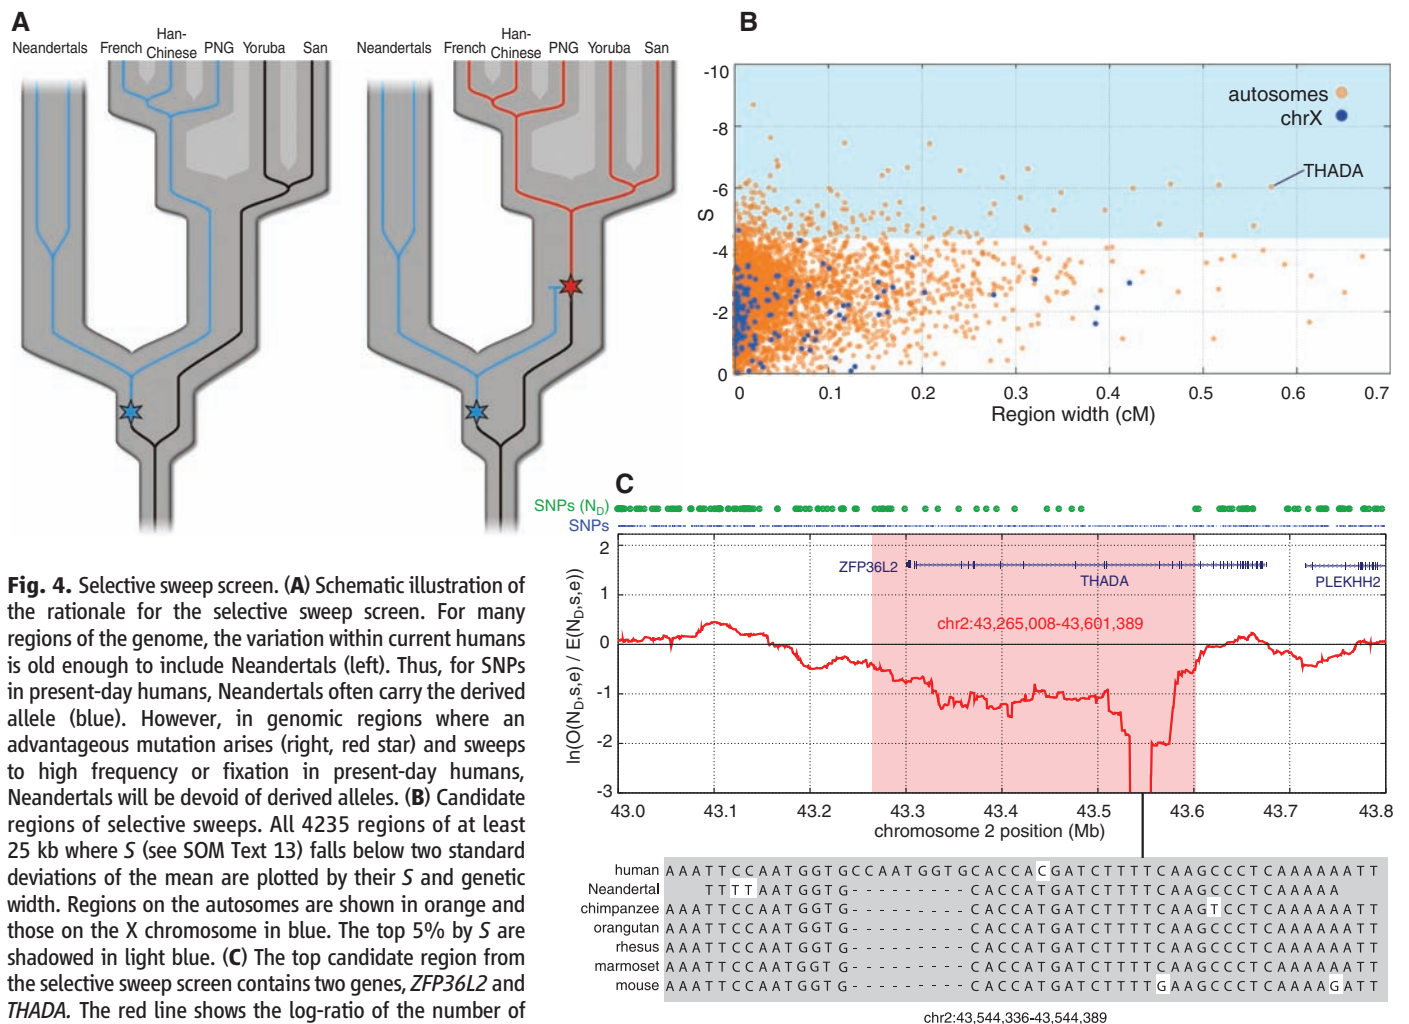 A
Neandertals French Han-Chinese PNG Yoruba San
Neandertals French Han-Chinese PNG Yoruba San
B
-10
-8
-6
-4
-2
0
S
autosomes
chrX
THADA
0 0.1 0.2 0.3 0.4 0.5 0.6 0.7
Region width (cM)
C
SNPs (N_D)
SNPs
2
1
0
-1
-2
-3
ln(O(N_D,s,e) / E(N_D,s,e))
ZFP36L2
THADA
PLEKHH2
chr2:43,265,008-43,601,389
43.0 43.1 43.2 43.3 43.4 43.5 43.6 43.7 43.8
chromosome 2 position (Mb)
human AAATTCCAATGGTGCCAATGGTGCACCACGATCTTTTCAAGCCCTCAAAAAATT
Neandertal TTTTAATGGTG---------CACCATGATCTTTTCAAGCCCTCAAAAA
chimpanzee AAATTCCAATGGTG---------CACCATGATCTTTTCAAGTCCTCAAAAAATT
orangutan AAATTCCAATGGTG---------CACCATGATCTTTTCAAGCCCTCAAAAAATT
rhesus AAATTCCAATGGTG---------CACCATGATCTTTTCAAGCCCTCAAAAAATT
marmoset AAATTCCAATGGTG---------CACCATGATCTTTTCAAGCCCTCAAAAAATT
mouse AAATTCCAATGGTG---------CACCATGATCTTTTGAAGCCCTCAAAAGATT
chr2:43,544,336-43,544,389
Fig. 4. Selective sweep screen. (A) Schematic illustration of
the rationale for the selective sweep screen. For many
regions of the genome, the variation within current humans
is old enough to include Neandertals (left). Thus, for SNPs
in present-day humans, Neandertals often carry the derived
allele (blue). However, in genomic regions where an
advantageous mutation arises (right, red star) and sweeps
to high frequency or fixation in present-day humans,
Neandertals will be devoid of derived alleles. (B) Candidate
regions of selective sweeps. All 4235 regions of at least
25 kb where S (see SOM Text 13) falls below two standard
deviations of the mean are plotted by their S and genetic
width. Regions on the autosomes are shown in orange and
those on the X chromosome in blue. The top 5% by S are
shadowed in light blue. (C) The top candidate region from
the selective sweep screen contains two genes, ZFP36L2 and
THADA. The red line shows the log-ratio of the number of